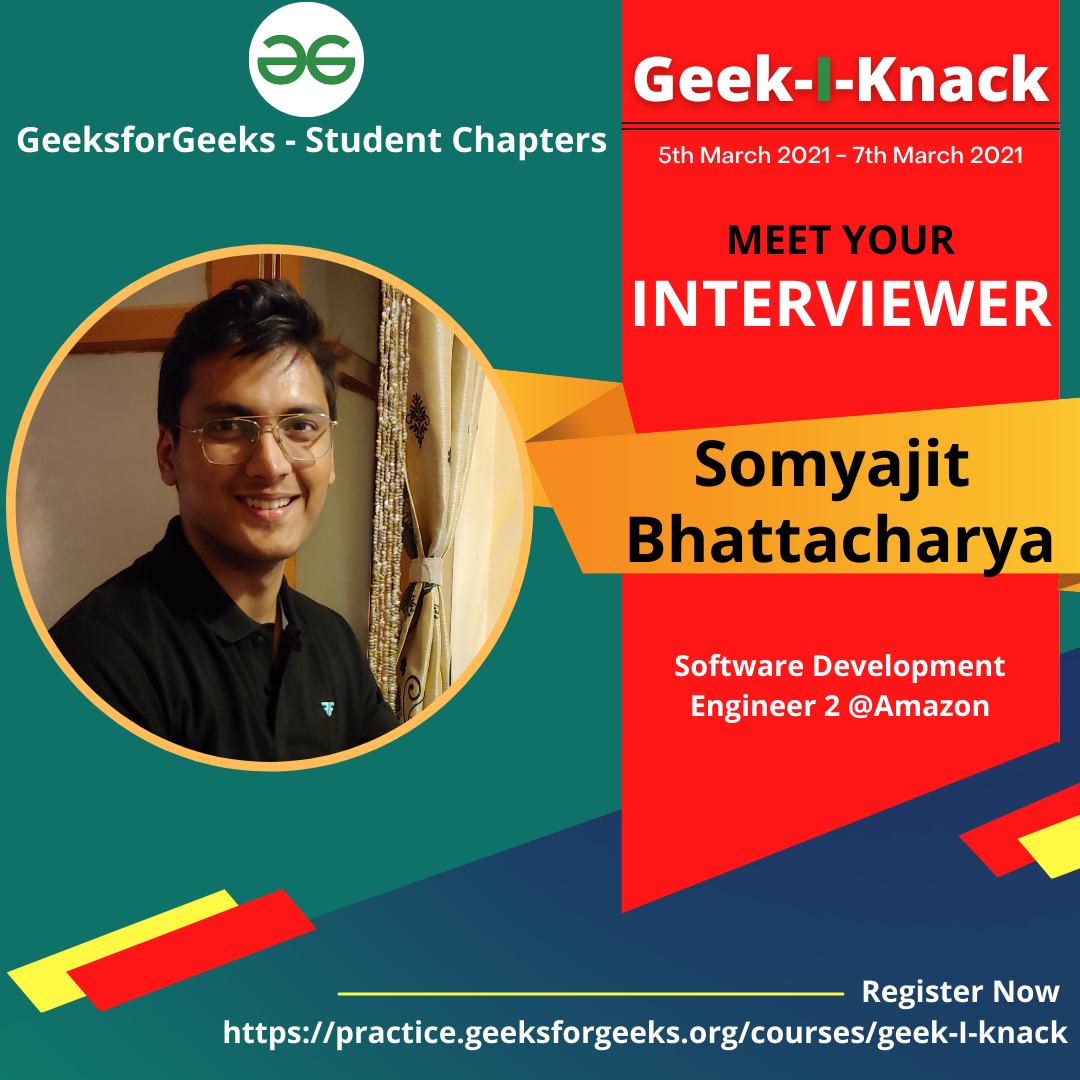 GeeksforGeeks - Student Chapters
Geek-I-Knack
5th March 2021 – 7th March 2021
MEET YOUR
INTERVIEWER
Somyajit
Bhattacharya
Software Development
Engineer 2 @Amazon
Register Now
https://practice.geeksforgeeks.org/courses/geek-I-knack